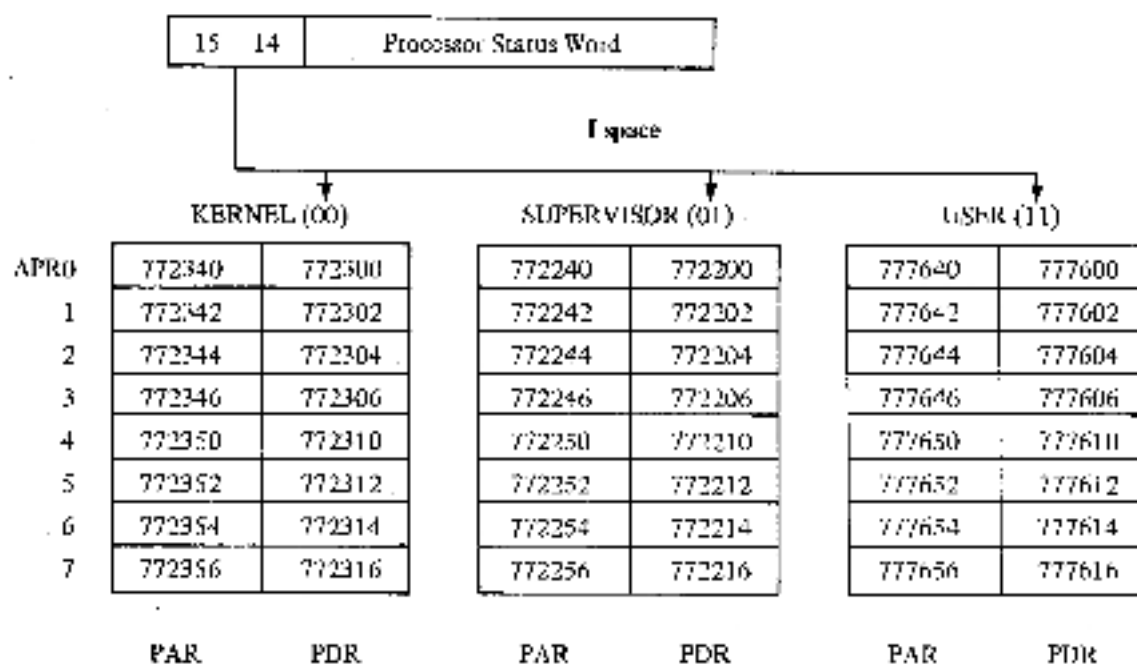 15 14 Processor Status Word
I space
KERNEL (00) SUPERVISOR (01) USER (11)
APR0 772340 772300 772240 772200 777640 777600
1 772342 772302 772242 772202 777642 777602
2 772344 772304 772244 772204 777644 777604
3 772346 772306 772246 772206 777646 777606
4 772350 772310 772250 772210 777650 777610
5 772352 772312 772252 772212 777652 777612
6 772354 772314 772254 772214 777654 777614
7 772356 772316 772256 772216 777656 777616
PAR PDR PAR PDR PAR PDR